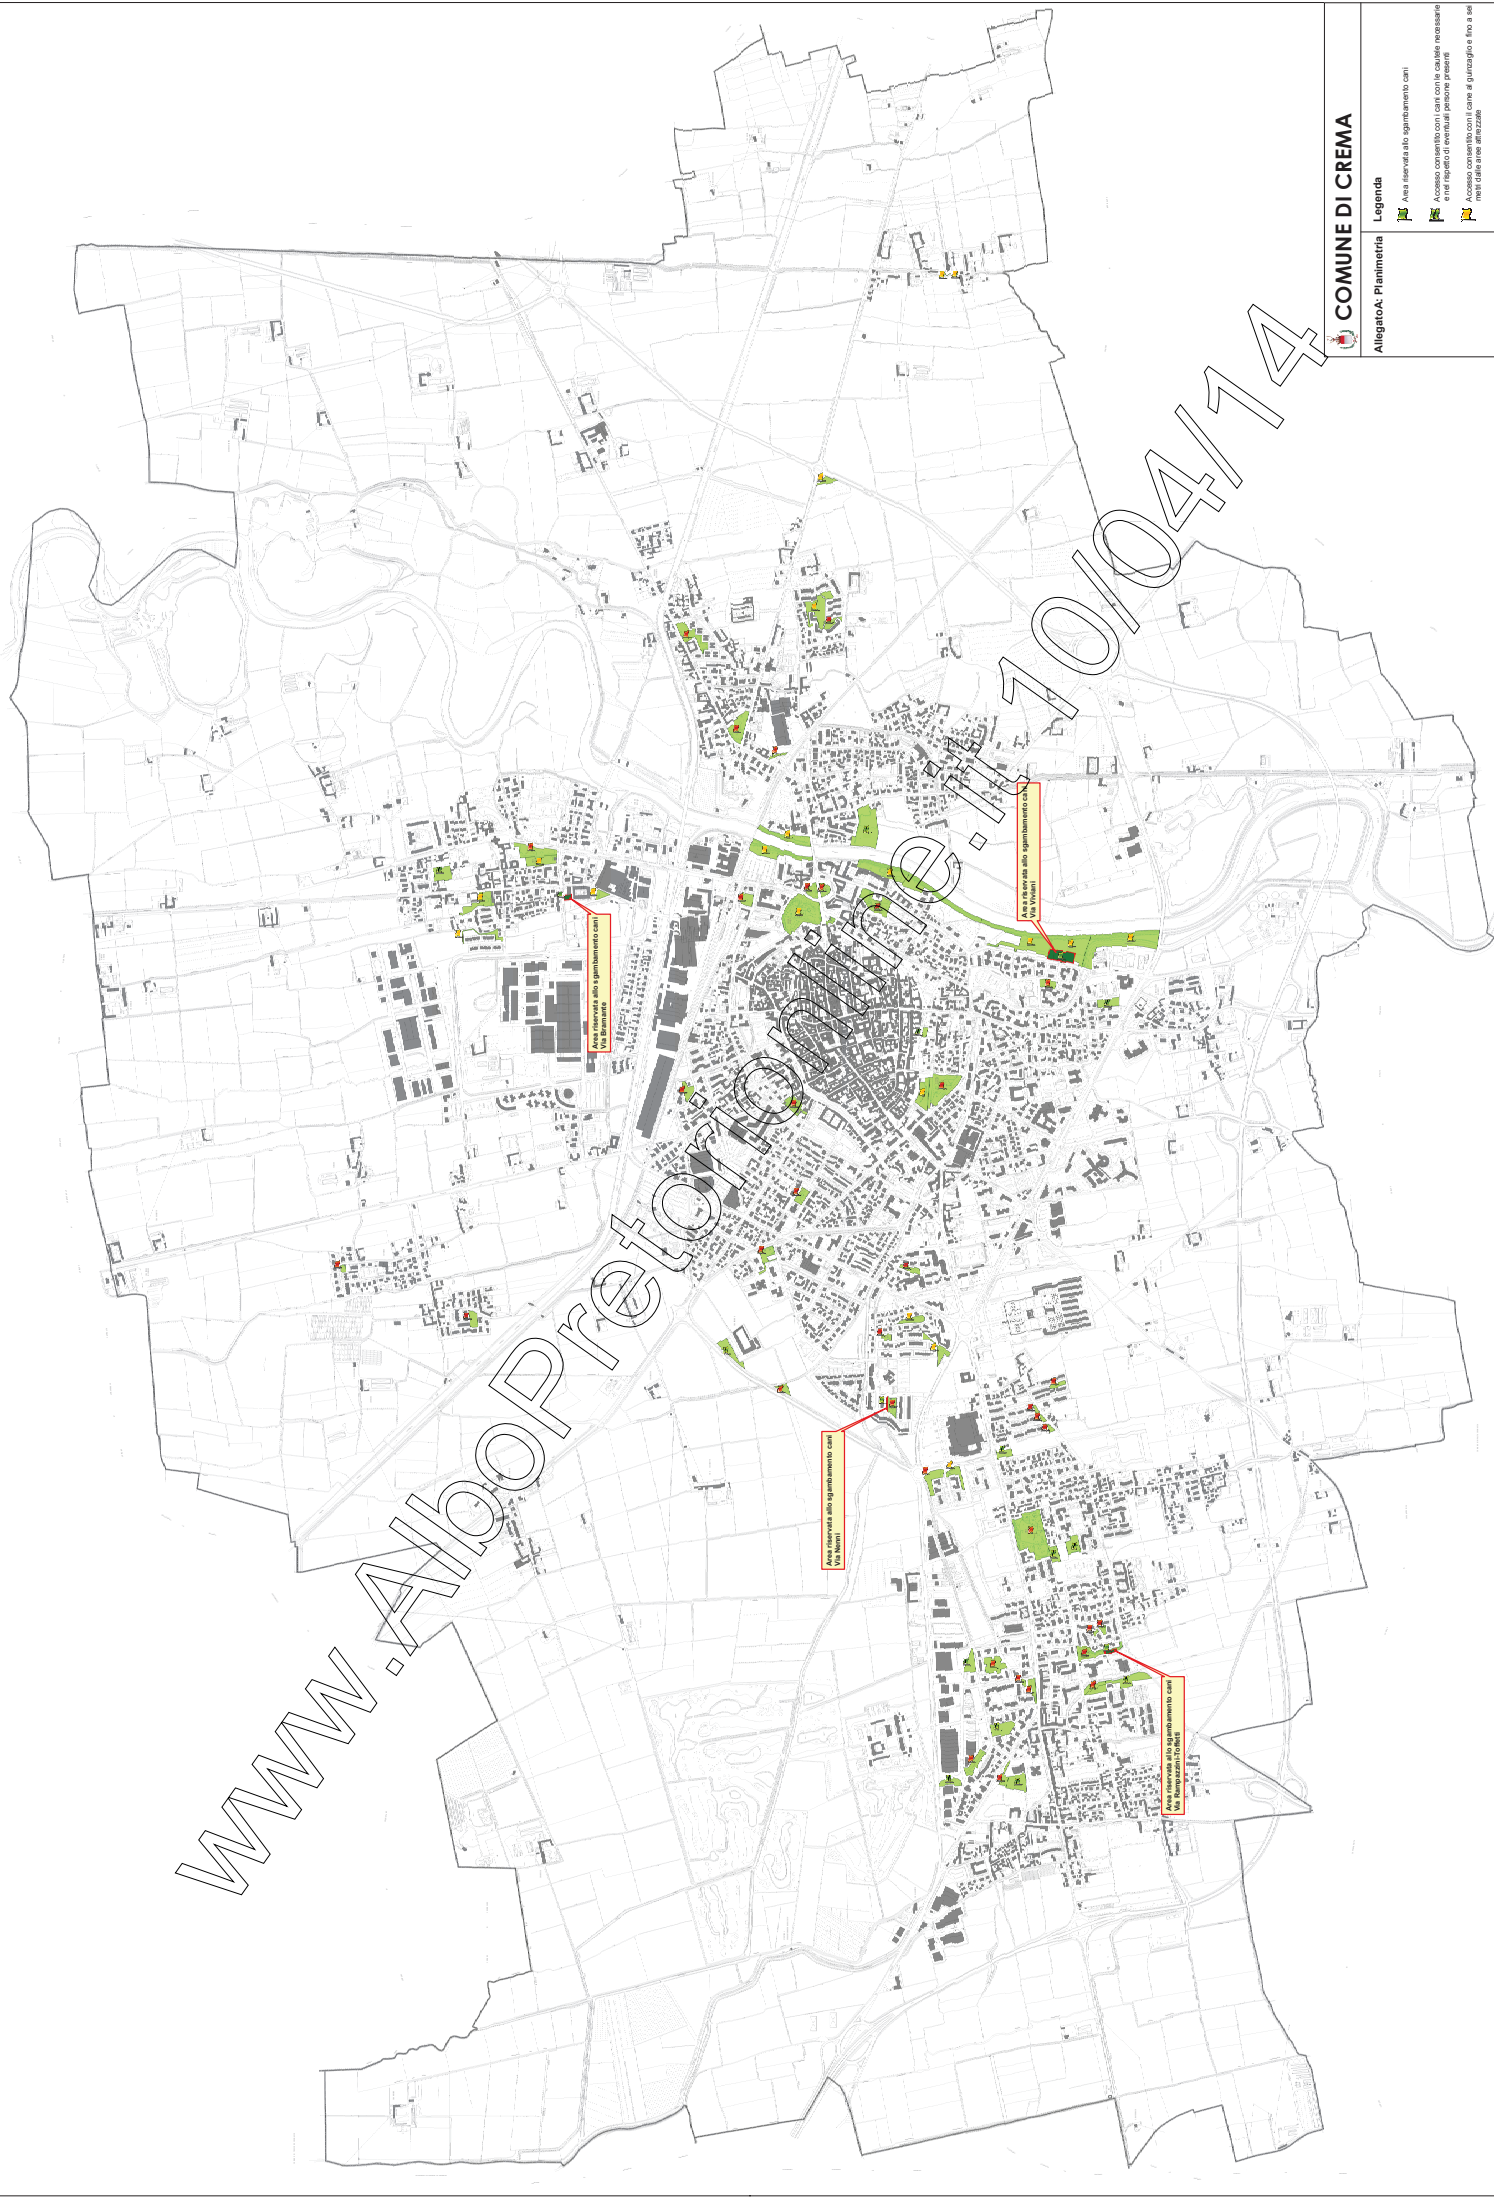 COMUNE DI CREMA
AllegatoA: Planimetria
Legenda
Area riservata allo sgambamento cani
Accesso consentito con i cani con le cautele necessarie
e nel rispetto di eventuali persone presenti
Accesso consentito con il cane al guinzaglio e fino a sei
metri dalle aree attrezzate
Area riservata allo sgambamento cani
Via Bramante
Area riservata allo sgambamento cani
Via Viviani
Area riservata allo sgambamento cani
Via Nenni
Area riservata allo sgambamento cani
Via Rampazzini-Toffetti
www.AlboPretorionline.it 10/04/14